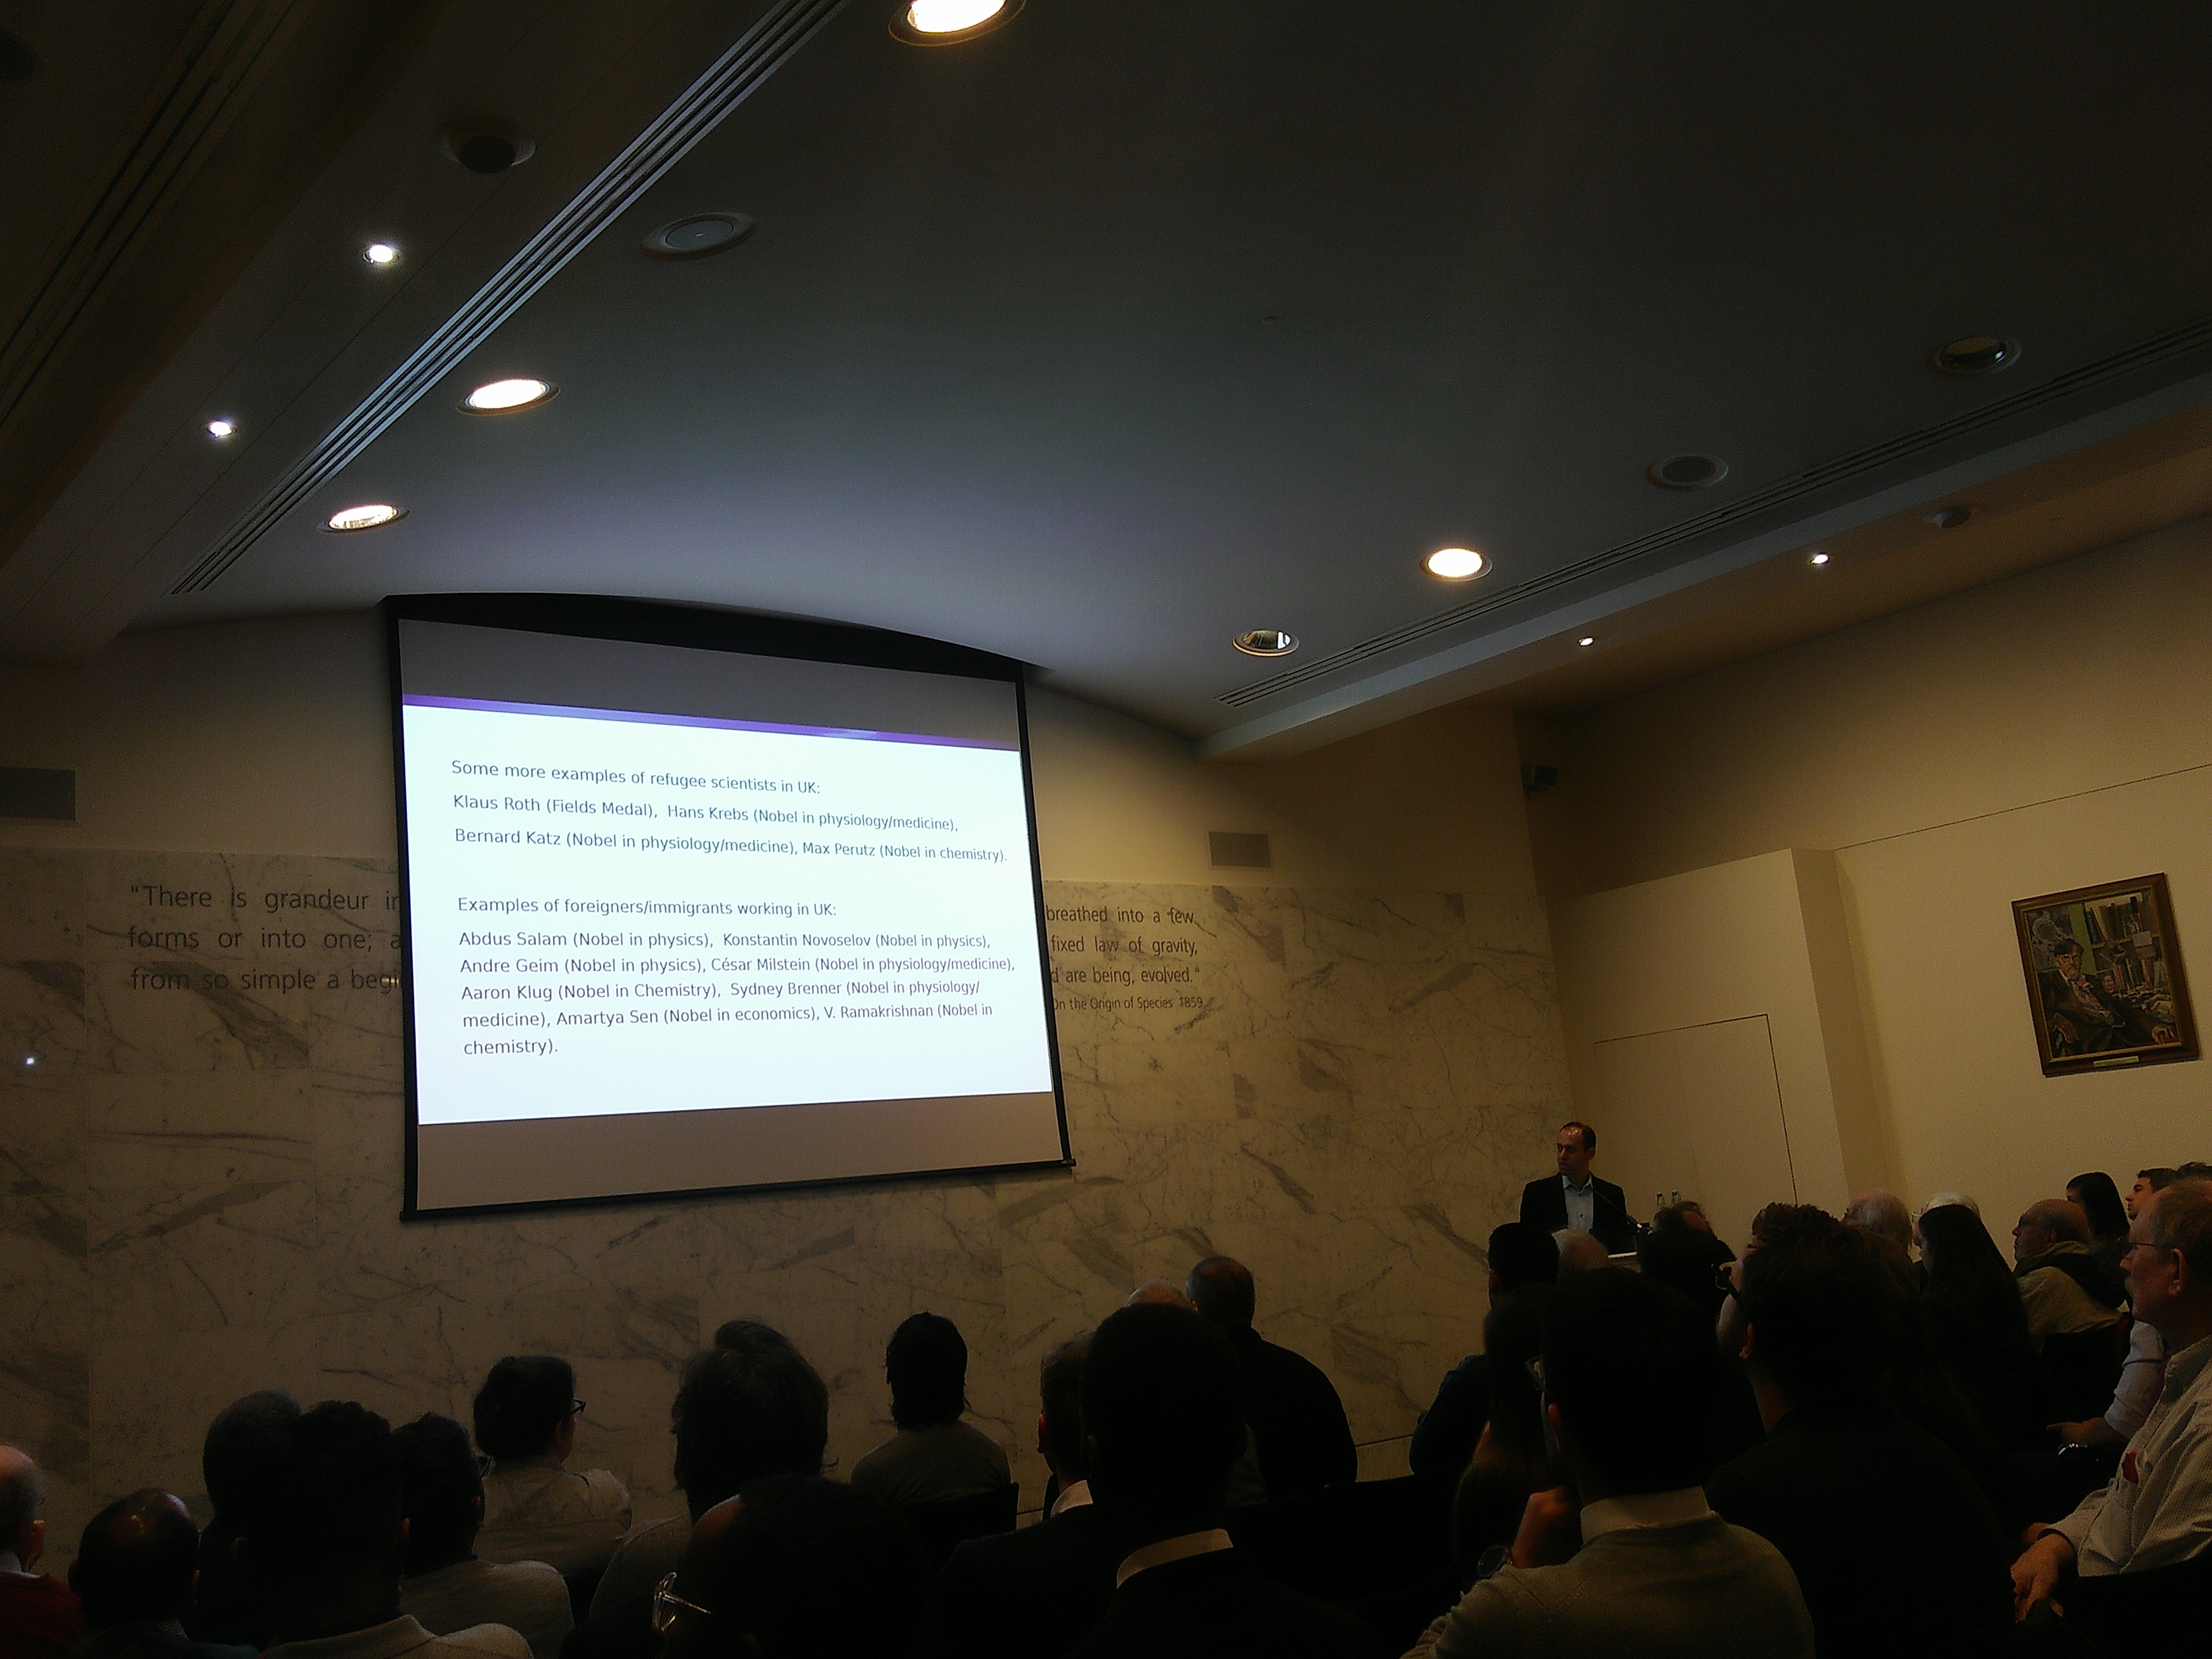 Some more examples of refugee scientists in UK:
Klaus Roth (Fields Medal), Hans Krebs (Nobel in physiology/medicine),
Bernard Katz (Nobel in physiology/medicine), Max Perutz (Nobel in chemistry).
Examples of foreigners/immigrants working in UK:
Abdus Salam (Nobel in physics), Konstantin Novoselov (Nobel in physics),
Andre Geim (Nobel in physics), César Milstein (Nobel in physiology/medicine),
Aaron Klug (Nobel in Chemistry), Sydney Brenner (Nobel in physiology/
medicine), Amartya Sen (Nobel in economics), V. Ramakrishnan (Nobel in
chemistry).
"There is grandeur in
forms or into one; a
from so simple a begi
breathed into a few
fixed law of gravity,
d are being, evolved."
On the Origin of Species 1859